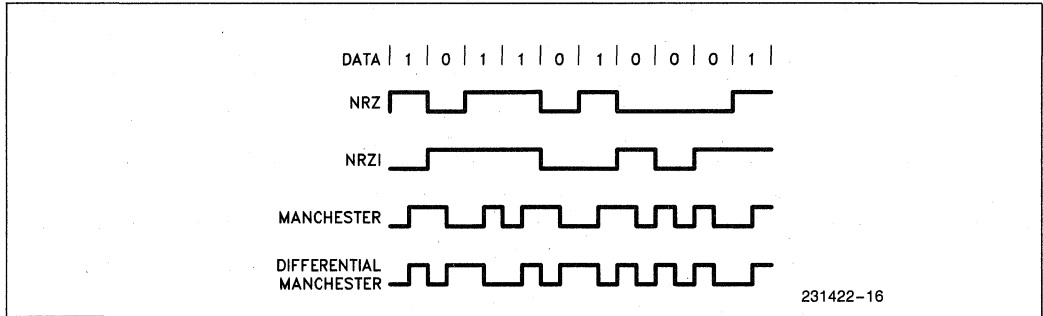 DATA | 1 | 0 | 1 | 1 | 0 | 1 | 0 | 0 | 0 | 1 |
NRZ
NRZI
MANCHESTER
DIFFERENTIAL
MANCHESTER
231422-16